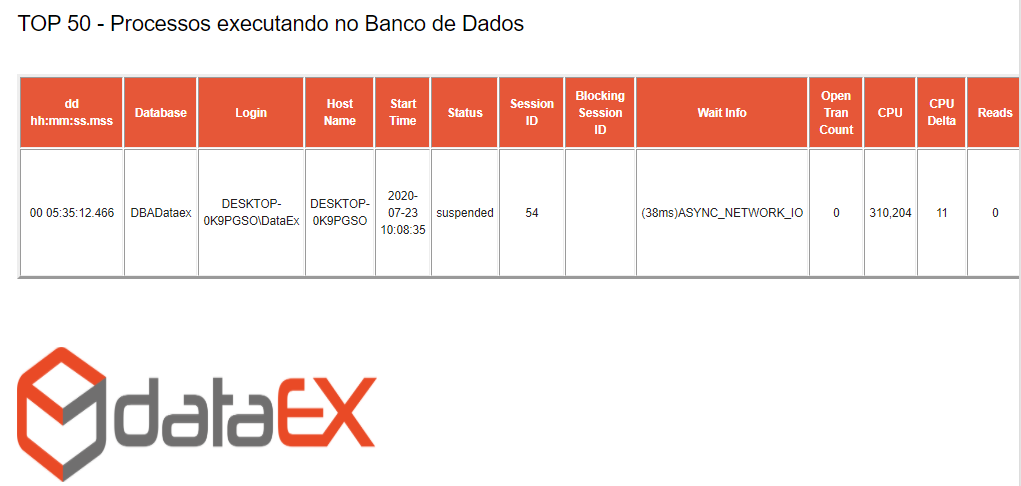 TOP 50 - Processos executando no Banco de Dados
dd
hh:mm:ss.mss
Database
Login
Host
Name
Start
Time
Status
Session
ID
Blocking
Session
ID
Wait Info
Open
Tran
Count
CPU
CPU
Delta
Reads
00 05:35:12.466
DBADataex
DESKTOP-
0K9PGSO\DataEx
DESKTOP-
0K9PGSO
2020-
07-23
10:08:35
suspended
54
(38ms)ASYNC_NETWORK_IO
0
310,204
11
0
dataEX